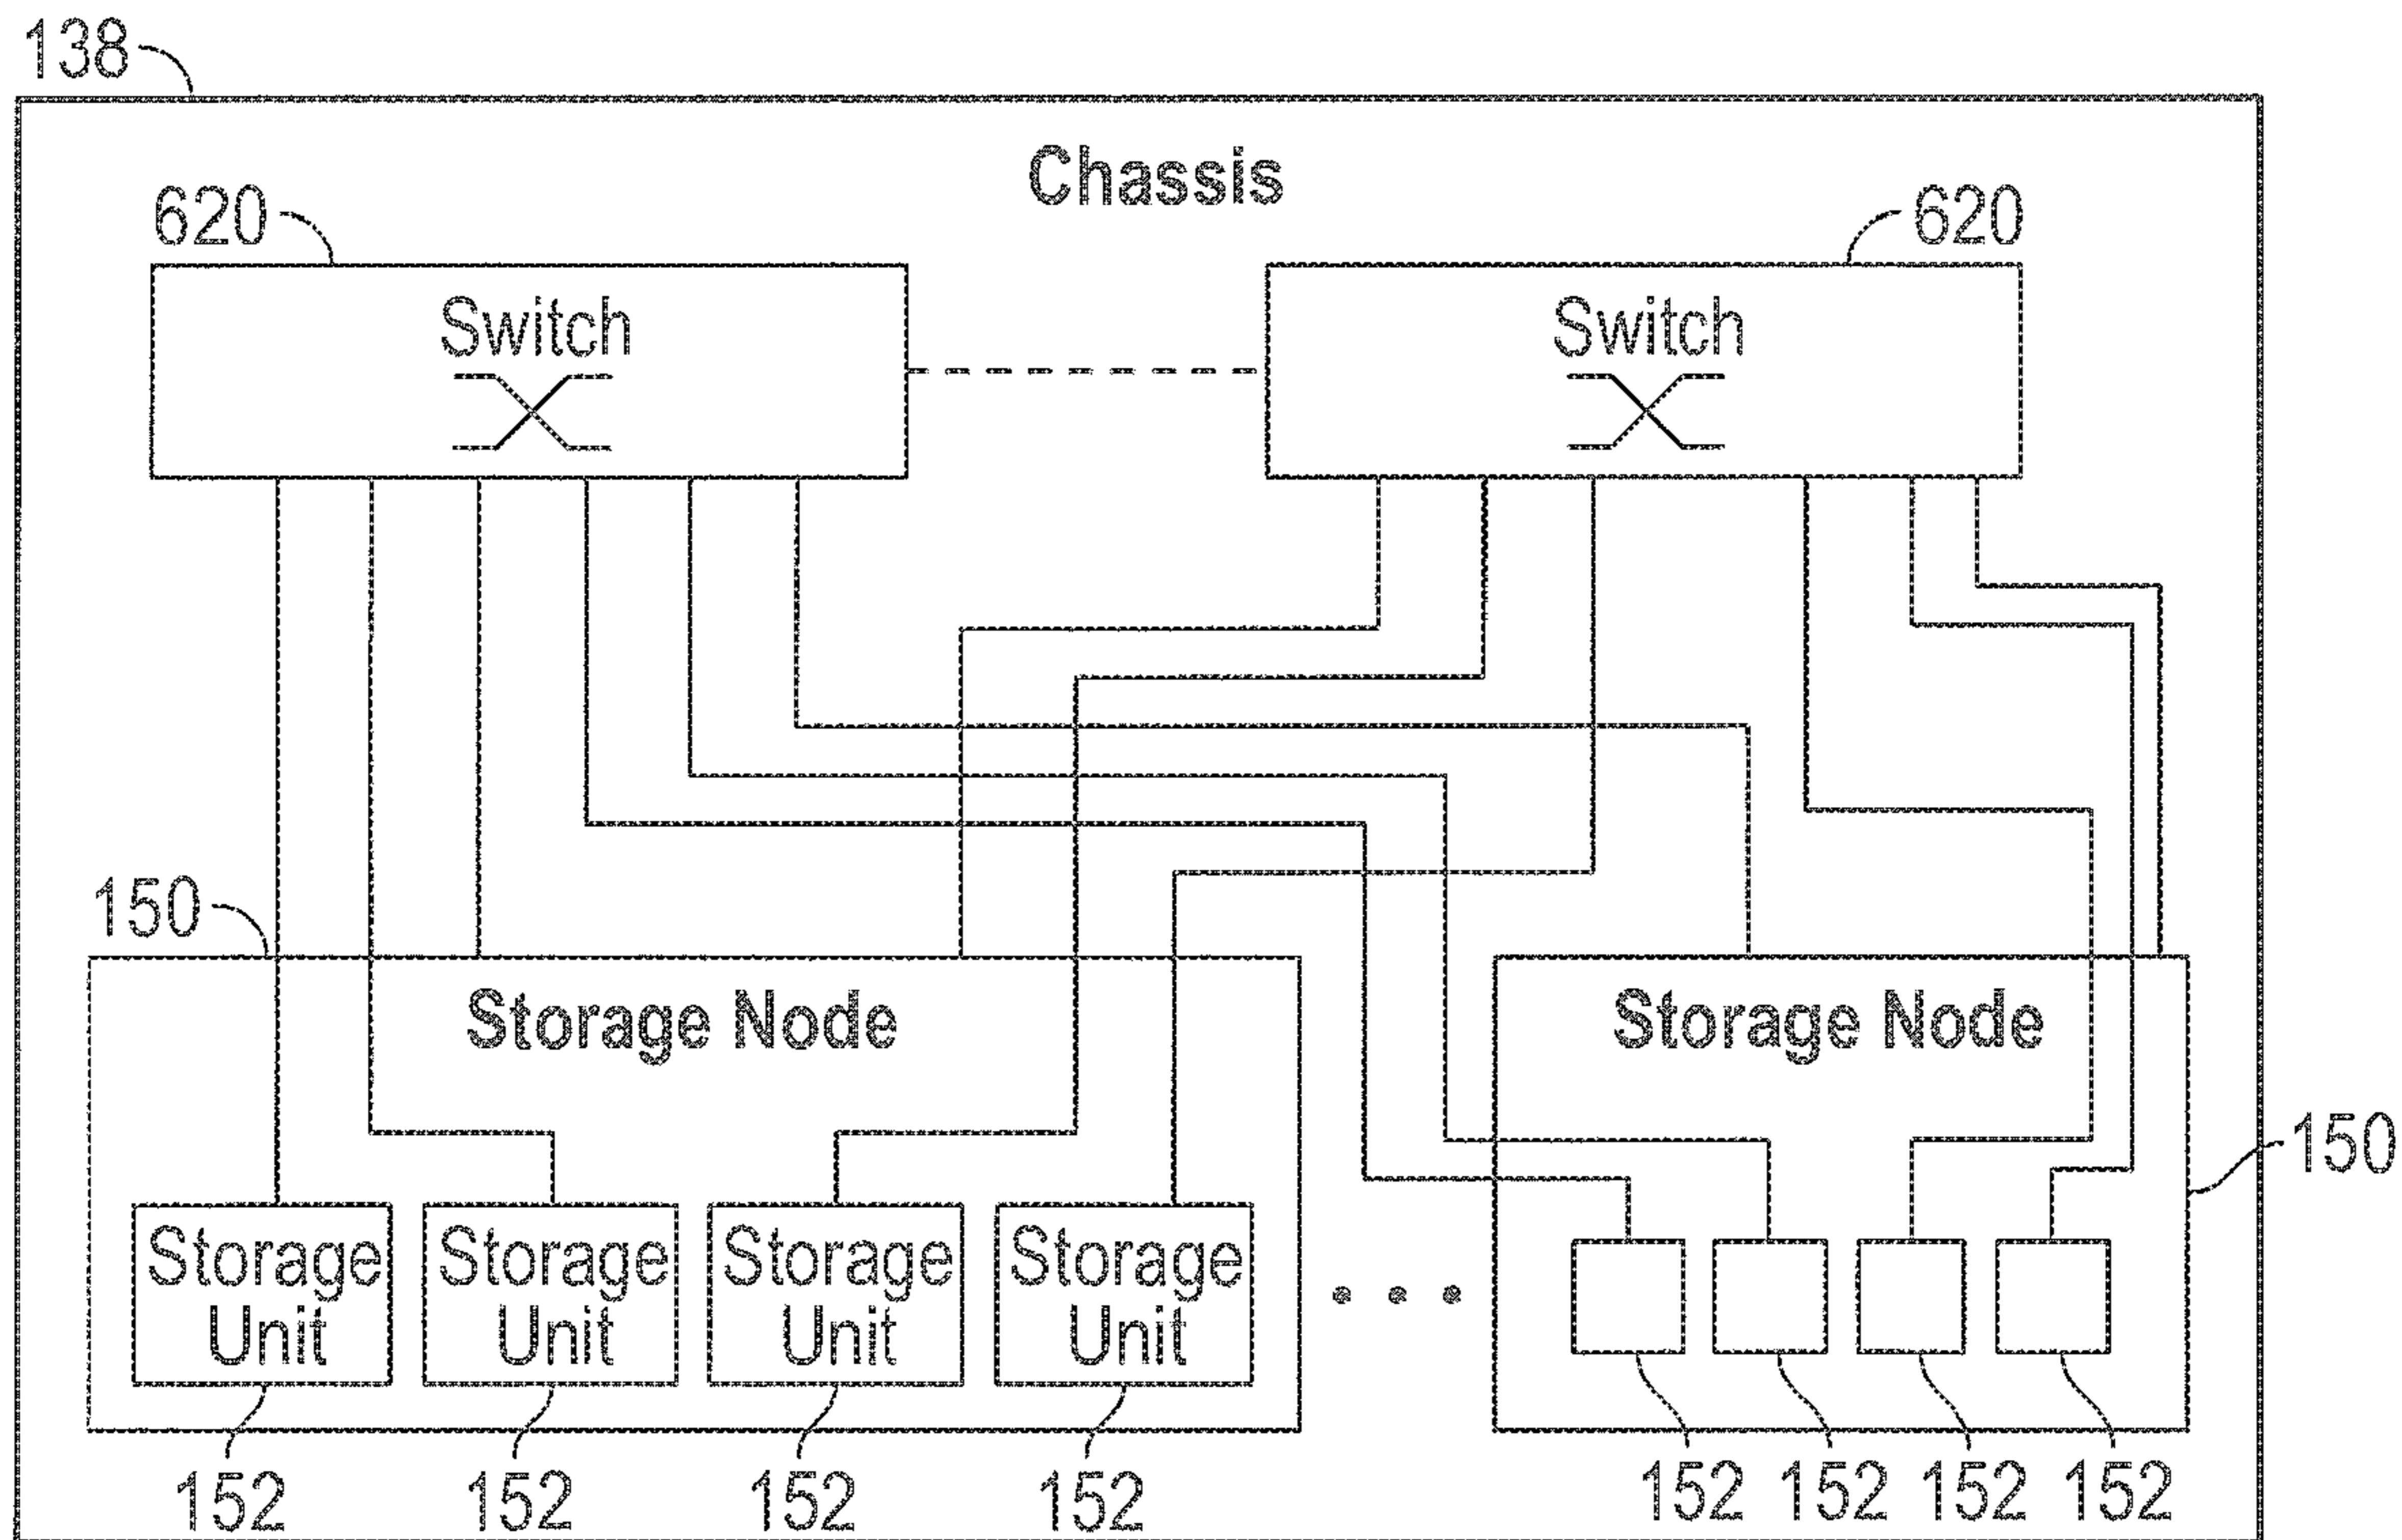 138
Chassis
620
620
Switch
Switch
150
Storage Node
Storage Node
150
Storage
Unit
Storage
Unit
Storage
Unit
Storage
Unit
152
152
152
152
152
152
152
152